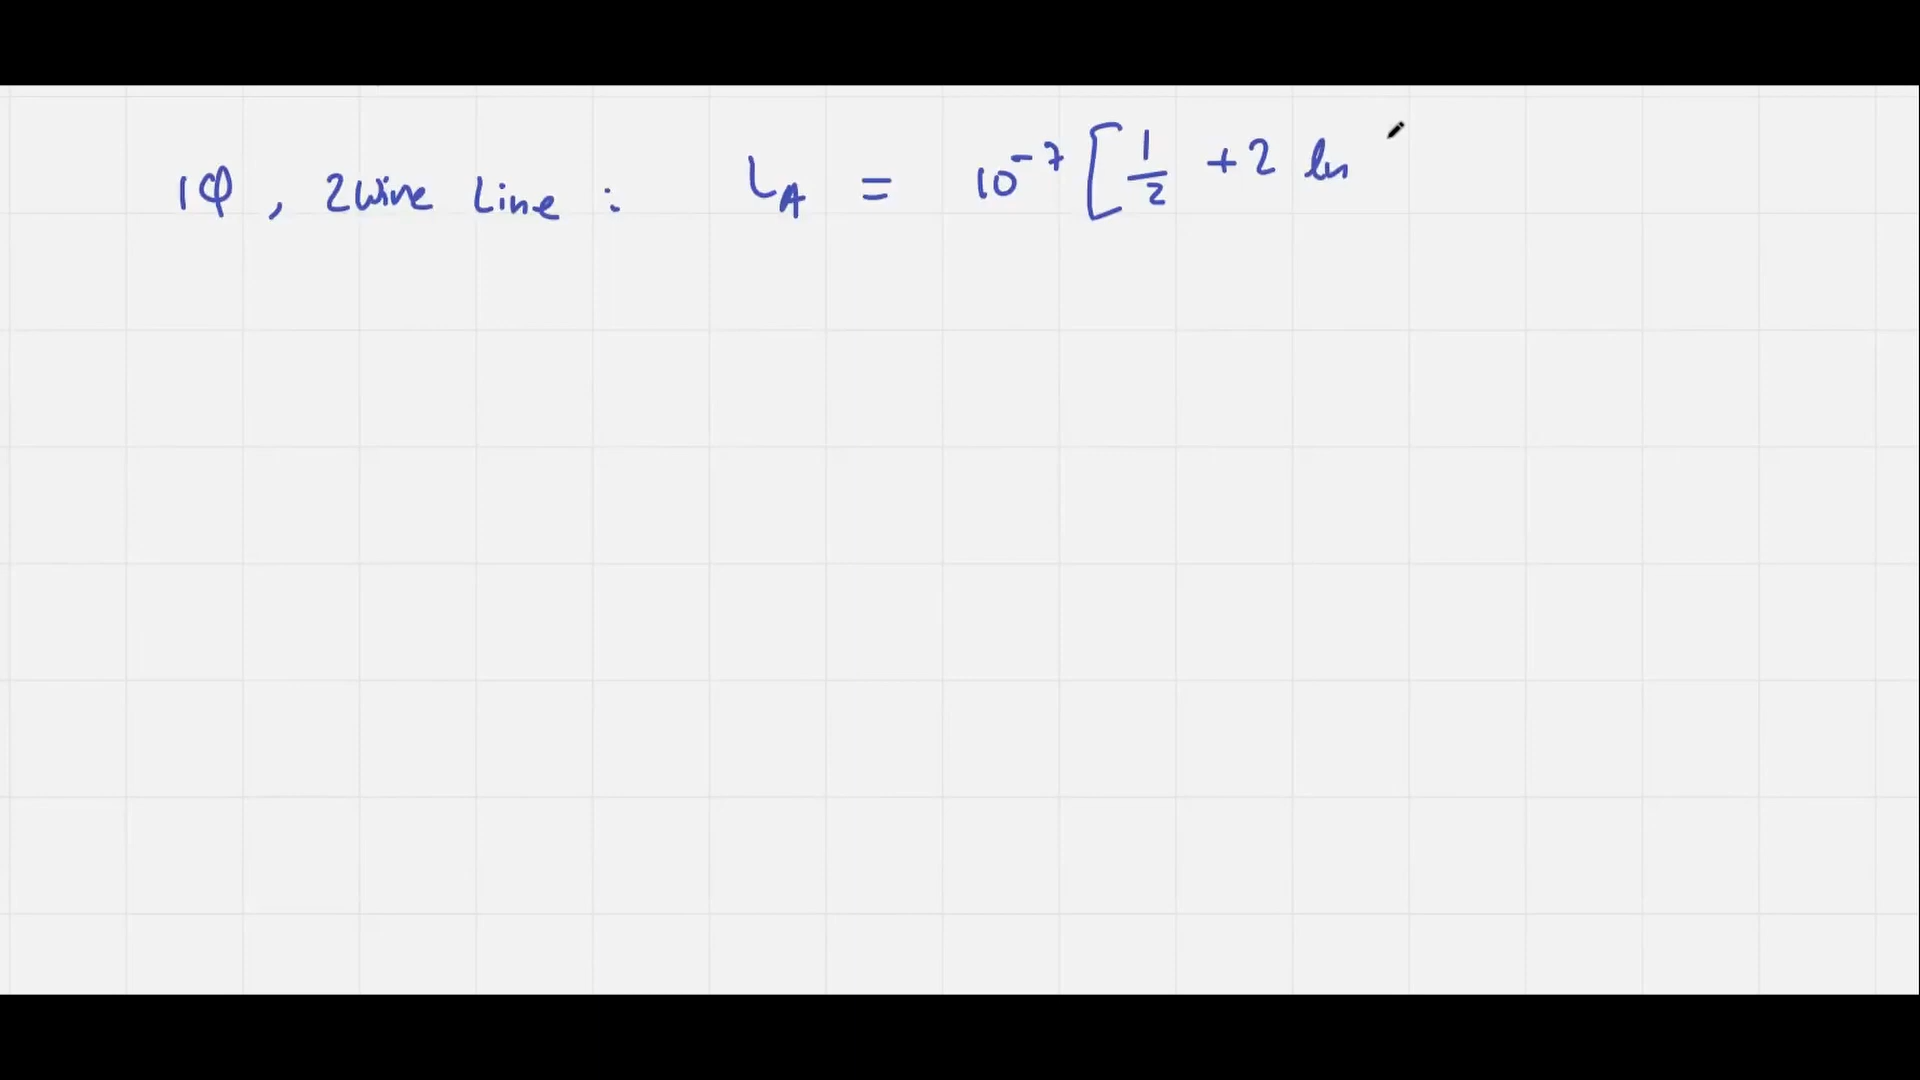 1Φ, 2wire Line : L_A = 10^-7 [ 1/2 + 2 ln